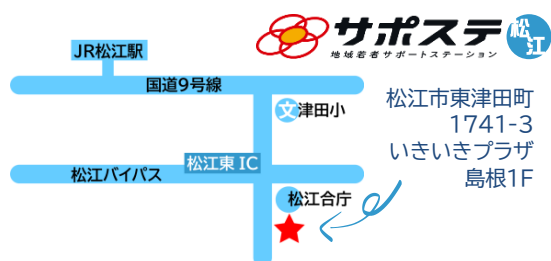 サポステ
松江
地域若者サポートステーション
JR松江駅
国道9号線
文
津田小
松江市東津田町
1741-3
いきいきプラザ
島根1F
松江東 IC
松江バイパス
松江合庁